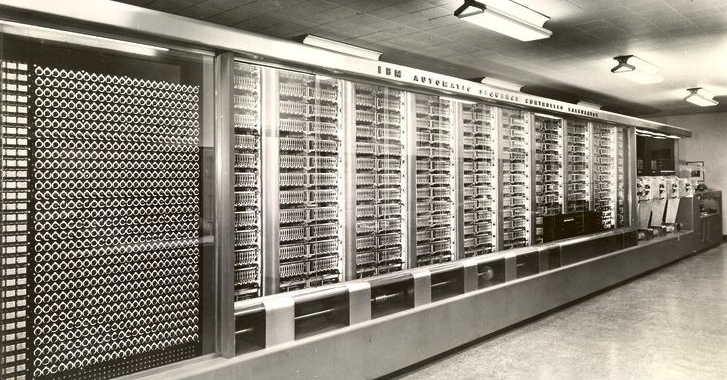 IBM AUTOMATIC SEQUENCE CONTROLLED CALCULATOR